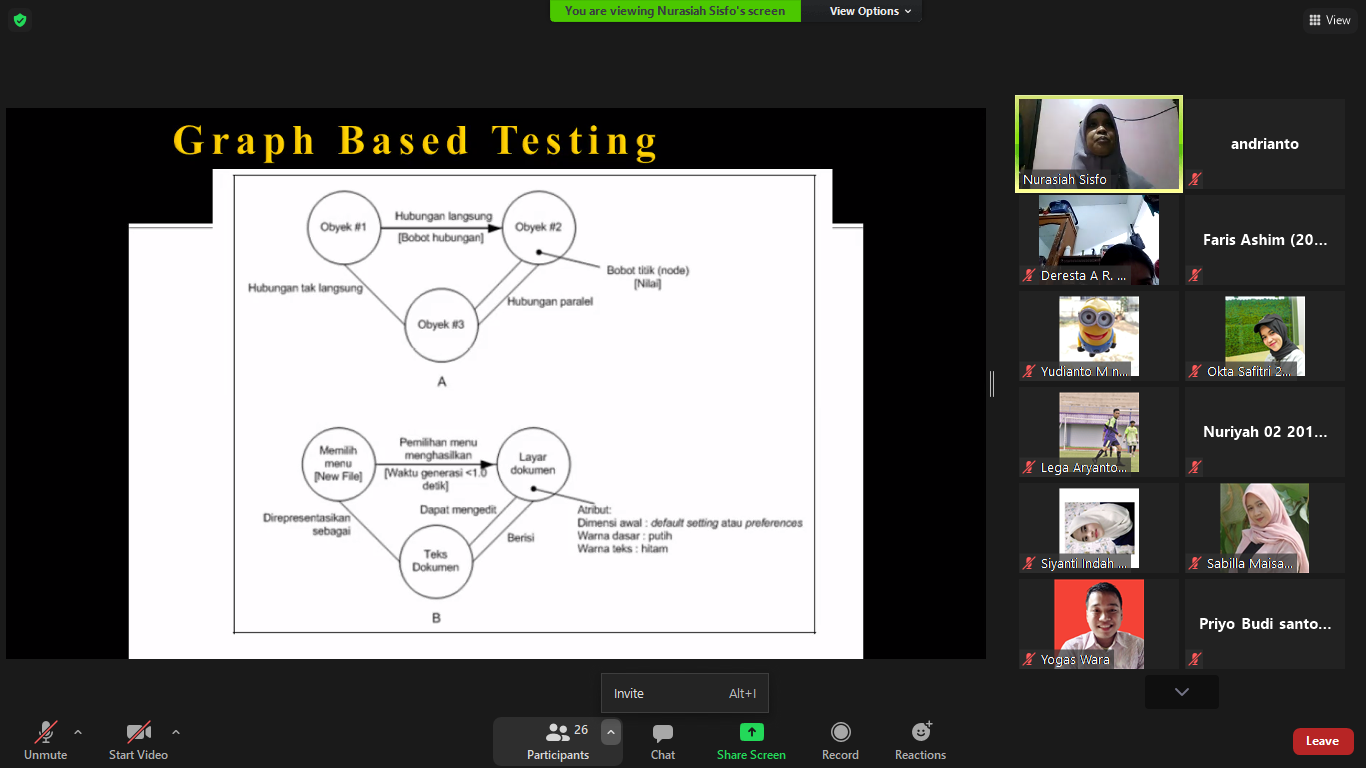 You are viewing Nurasiah Sisfo's screen
View Options
View
Graph Based Testing
Obyek #1
Hubungan langsung
[Bobot hubungan]
Obyek #2
Bobot titik (node)
[Nilai]
Hubungan tak langsung
Hubungan paralel
Obyek #3
A
Memilih
menu
[New File]
Pemilihan menu
menghasilkan
[Waktu generasi <1.0
detik]
Layar
dokumen
Direpresentasikan
sebagai
Dapat mengedit
Berisi
Atribut:
Dimensi awal : default setting atau preferences
Warna dasar : putih
Warna teks : hitam
Teks
Dokumen
B
Nurasiah Sisfo
andrianto
Deresta A R. ...
Faris Ashim (20...
Yudianto M n...
Okta Safitri 2...
Lega Aryanto...
Nuriyah 02 201...
Siyanti Indah ...
Sabilla Maisa...
Yogas Wara
Priyo Budi santo...
Invite Alt+I
Unmute
Start Video
26
Participants
Chat
Share Screen
Record
Reactions
Leave